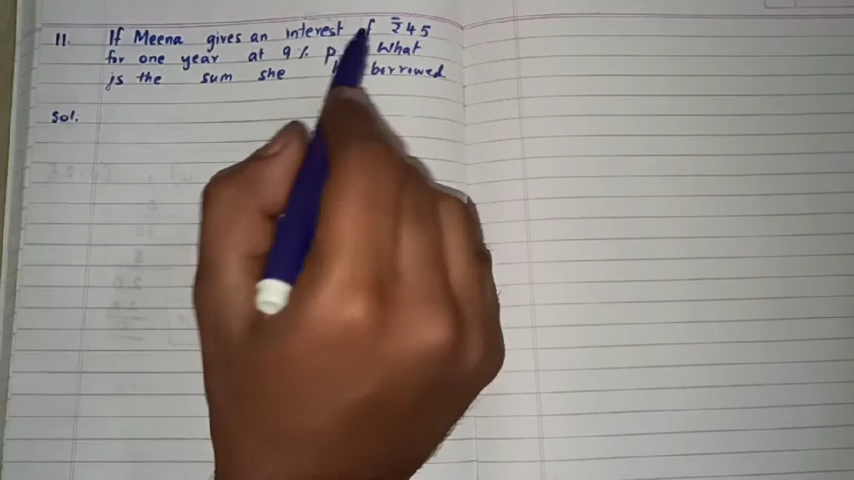 11. If Meena gives an interest of ₹45
for one year at 9% p. What
is the sum she borrowed
Sol.